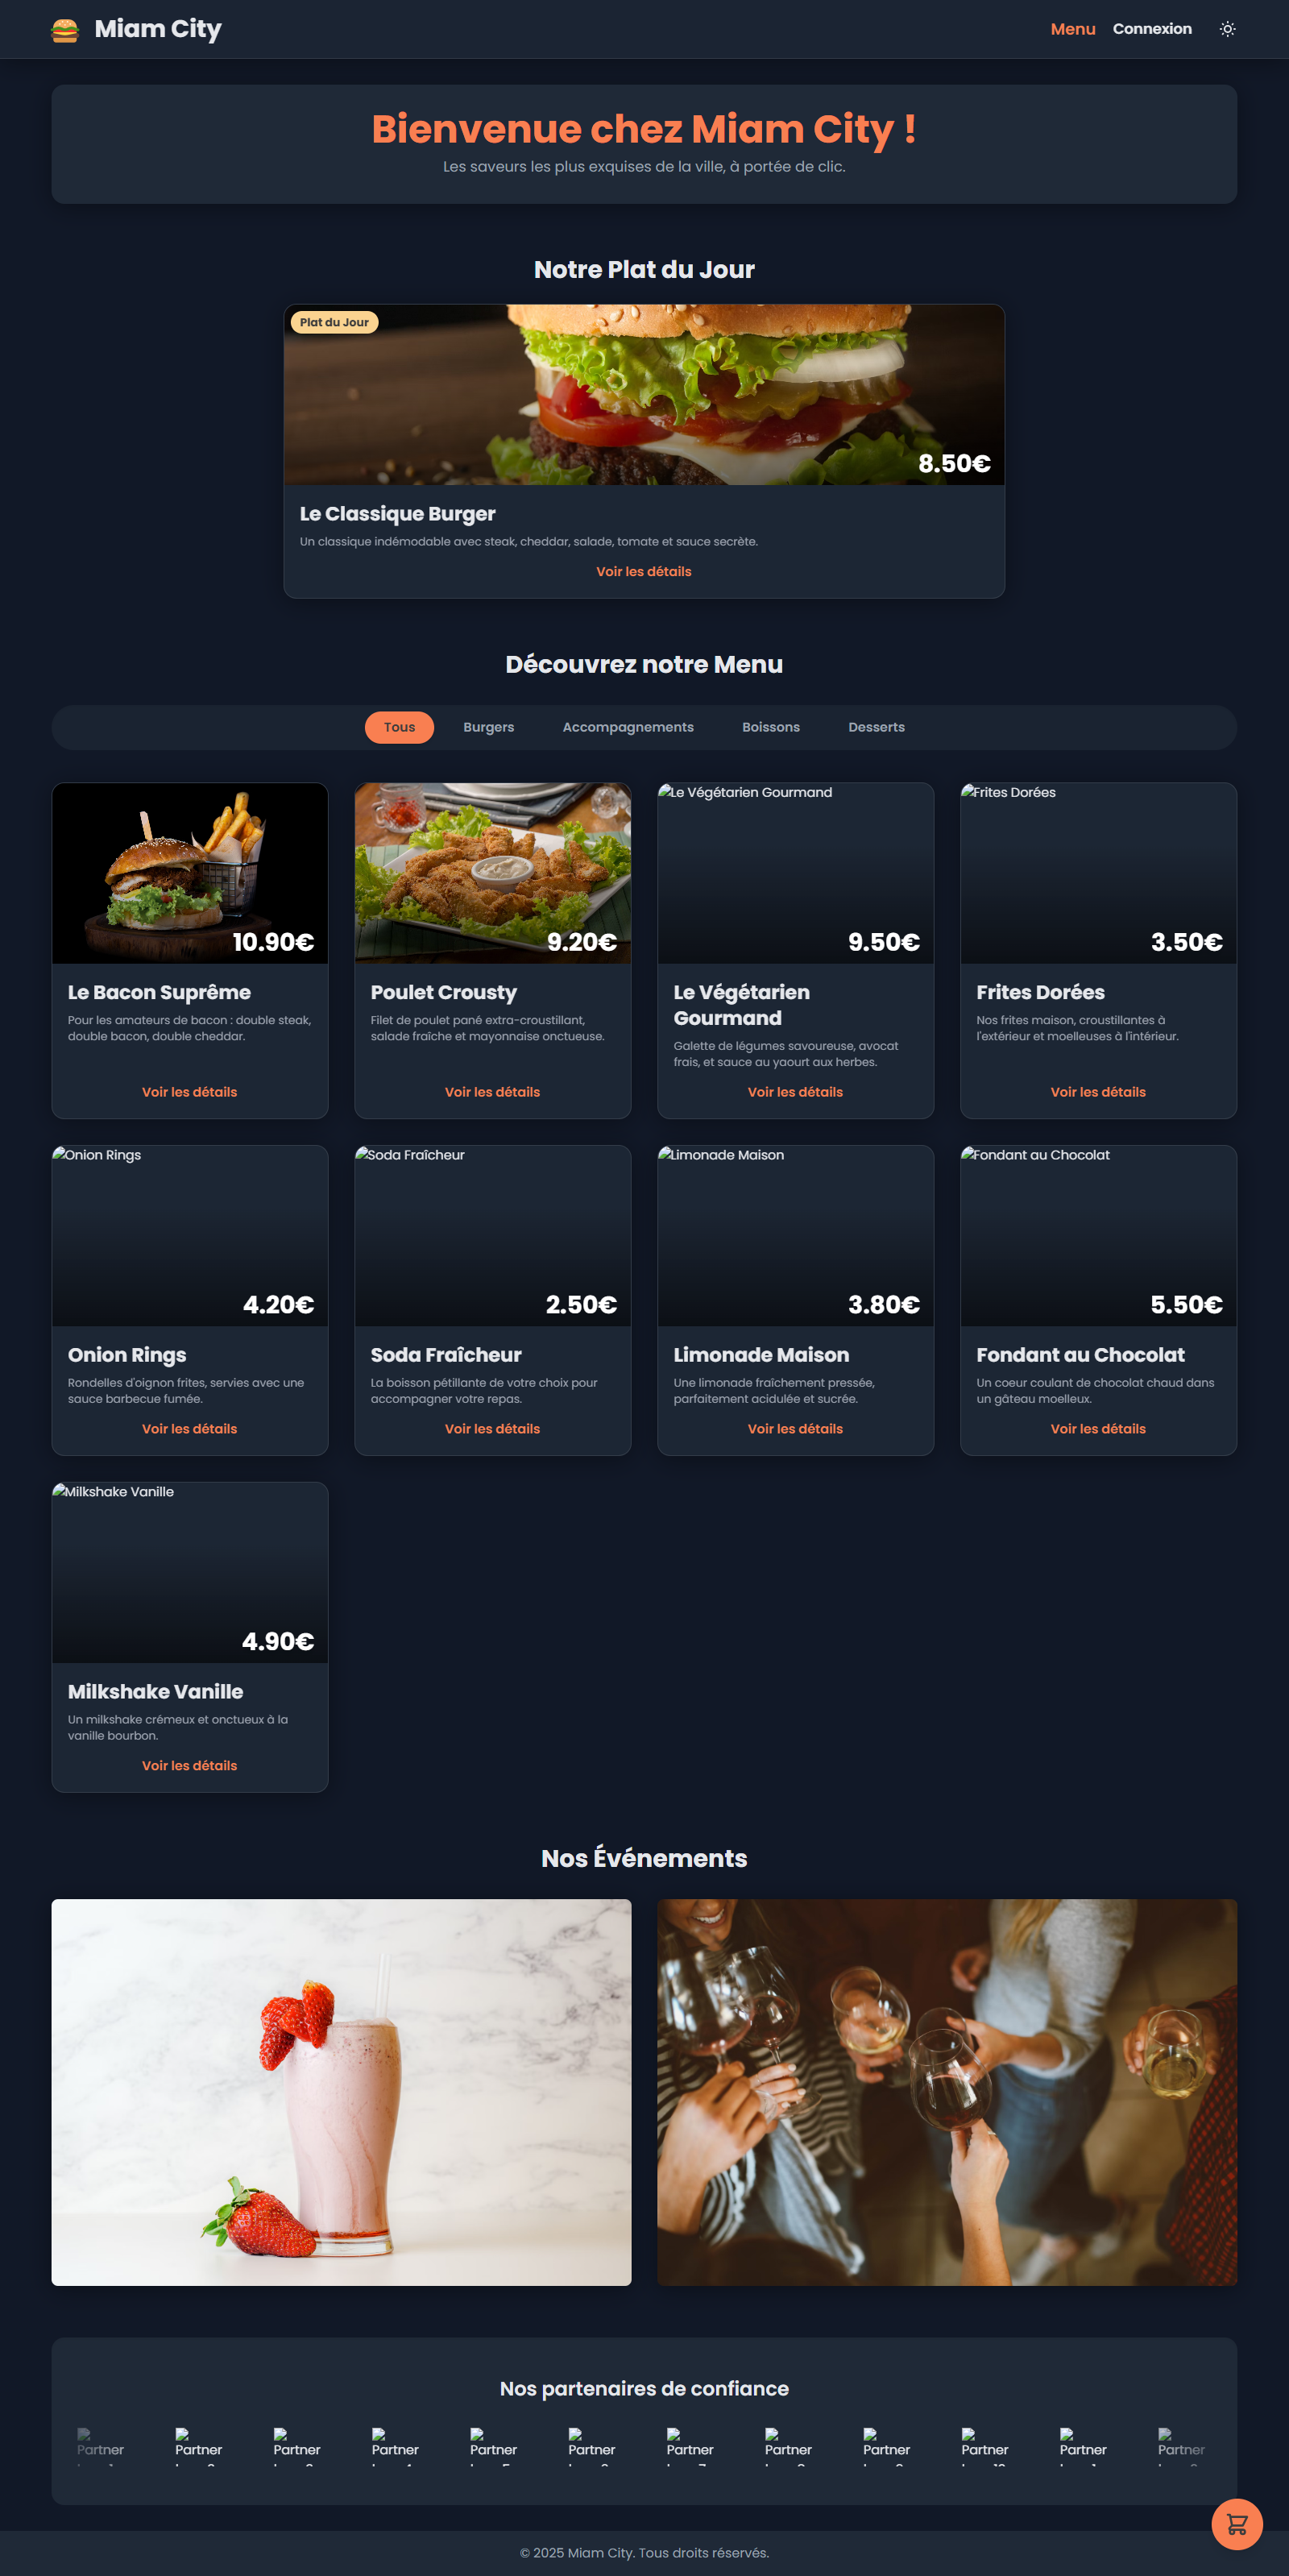 Miam City
Menu
Connexion
Bienvenue chez Miam City !
Les saveurs les plus exquises de la ville, à portée de clic.
Notre Plat du Jour
Plat du Jour
8.50€
Le Classique Burger
Un classique indémodable avec steak, cheddar, salade, tomate et sauce secrète.
Voir les détails
Découvrez notre Menu
Tous
Burgers
Accompagnements
Boissons
Desserts
10.90€
Le Bacon Suprême
Pour les amateurs de bacon : double steak,
double bacon, double cheddar.
Voir les détails
9.20€
Poulet Crousty
Filet de poulet pané extra-croustillant,
salade fraîche et mayonnaise onctueuse.
Voir les détails
Le Végétarien Gourmand
9.50€
Le Végétarien
Gourmand
Galette de légumes savoureuse, avocat
frais, et sauce au yaourt aux herbes.
Voir les détails
Frites Dorées
3.50€
Frites Dorées
Nos frites maison, croustillantes à
l'extérieur et moelleuses à l'intérieur.
Voir les détails
Onion Rings
4.20€
Onion Rings
Rondelles d'oignon frites, servies avec une
sauce barbecue fumée.
Voir les détails
Soda Fraîcheur
2.50€
Soda Fraîcheur
La boisson pétillante de votre choix pour
accompagner votre repas.
Voir les détails
Limonade Maison
3.80€
Limonade Maison
Une limonade fraîchement pressée,
parfaitement acidulée et sucrée.
Voir les détails
Fondant au Chocolat
5.50€
Fondant au Chocolat
Un coeur coulant de chocolat chaud dans
un gâteau moelleux.
Voir les détails
Milkshake Vanille
4.90€
Milkshake Vanille
Un milkshake crémeux et onctueux à la
vanille bourbon.
Voir les détails
Nos Événements
Nos partenaires de confiance
Partner
Partner
Partner
Partner
Partner
Partner
Partner
Partner
Partner
Partner
Partner
Partner
© 2025 Miam City. Tous droits réservés.